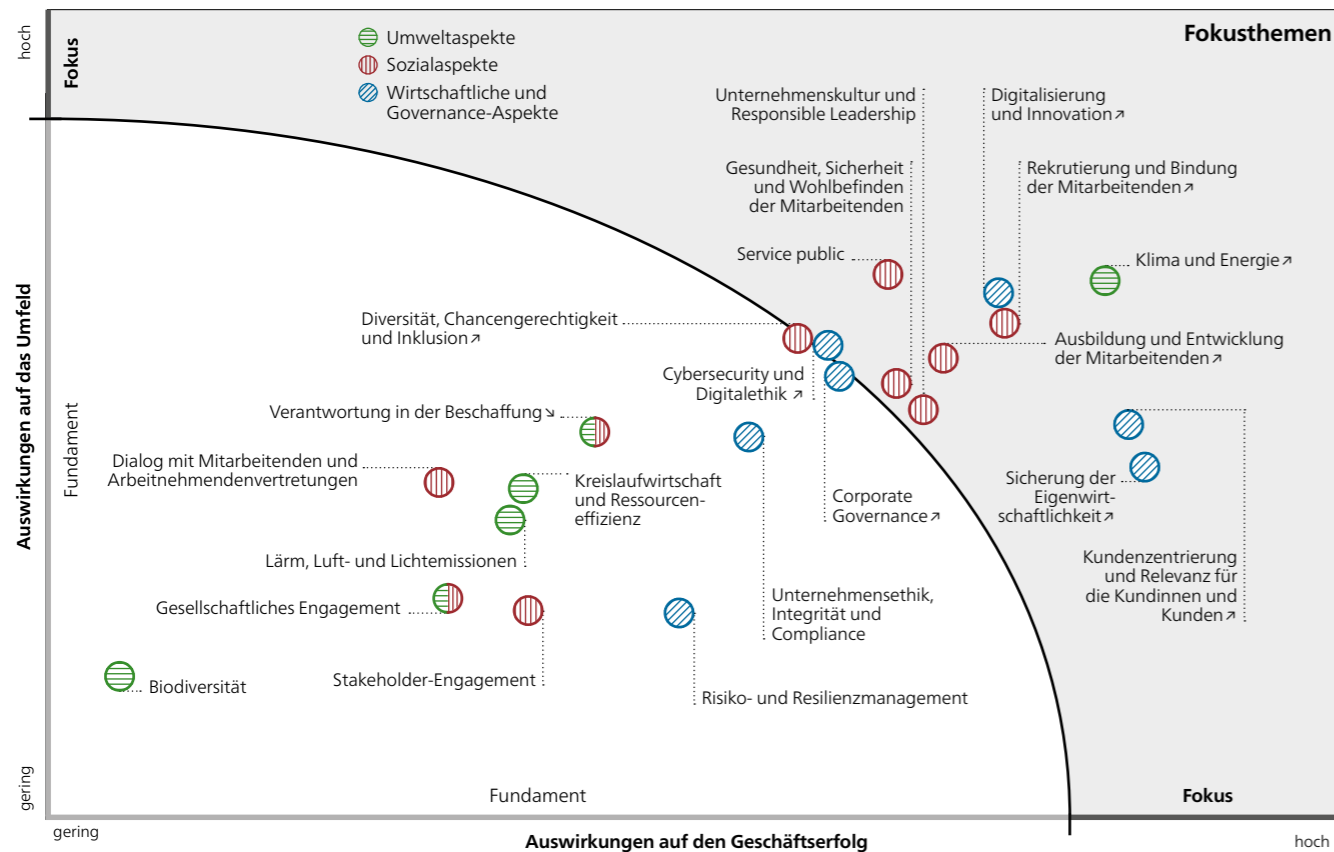 hoch
Fokus
Umweltaspekte
Sozialaspekte
Wirtschaftliche und
Governance-Aspekte
Fokusthemen
Unternehmenskultur und
Responsible Leadership
Digitalisierung
und Innovation↗
Gesundheit, Sicherheit
und Wohlbefinden
der Mitarbeitenden
Rekrutierung und Bindung
der Mitarbeitenden↗
Service public
Klima und Energie↗
Diversität, Chancengerechtigkeit
und Inklusion↗
Ausbildung und Entwicklung
der Mitarbeitenden↗
Cybersecurity und
Digitalethik ↗
Verantwortung in der Beschaffung↘
Dialog mit Mitarbeitenden und
Arbeitnehmendenvertretungen
Kreislaufwirtschaft
und Ressourcen-
effizienz
Corporate
Governance↗
Sicherung der
Eigenwirt-
schaftlichkeit↗
Lärm, Luft- und Lichtemissionen
Kundenzentrierung
und Relevanz für
die Kundinnen und
Kunden↗
Gesellschaftliches Engagement
Unternehmensethik,
Integrität und
Compliance
Stakeholder-Engagement
Biodiversität
Risiko- und Resilienzmanagement
Auswirkungen auf das Umfeld
Fundament
gering
Fundament
Fokus
gering
Auswirkungen auf den Geschäftserfolg
hoch